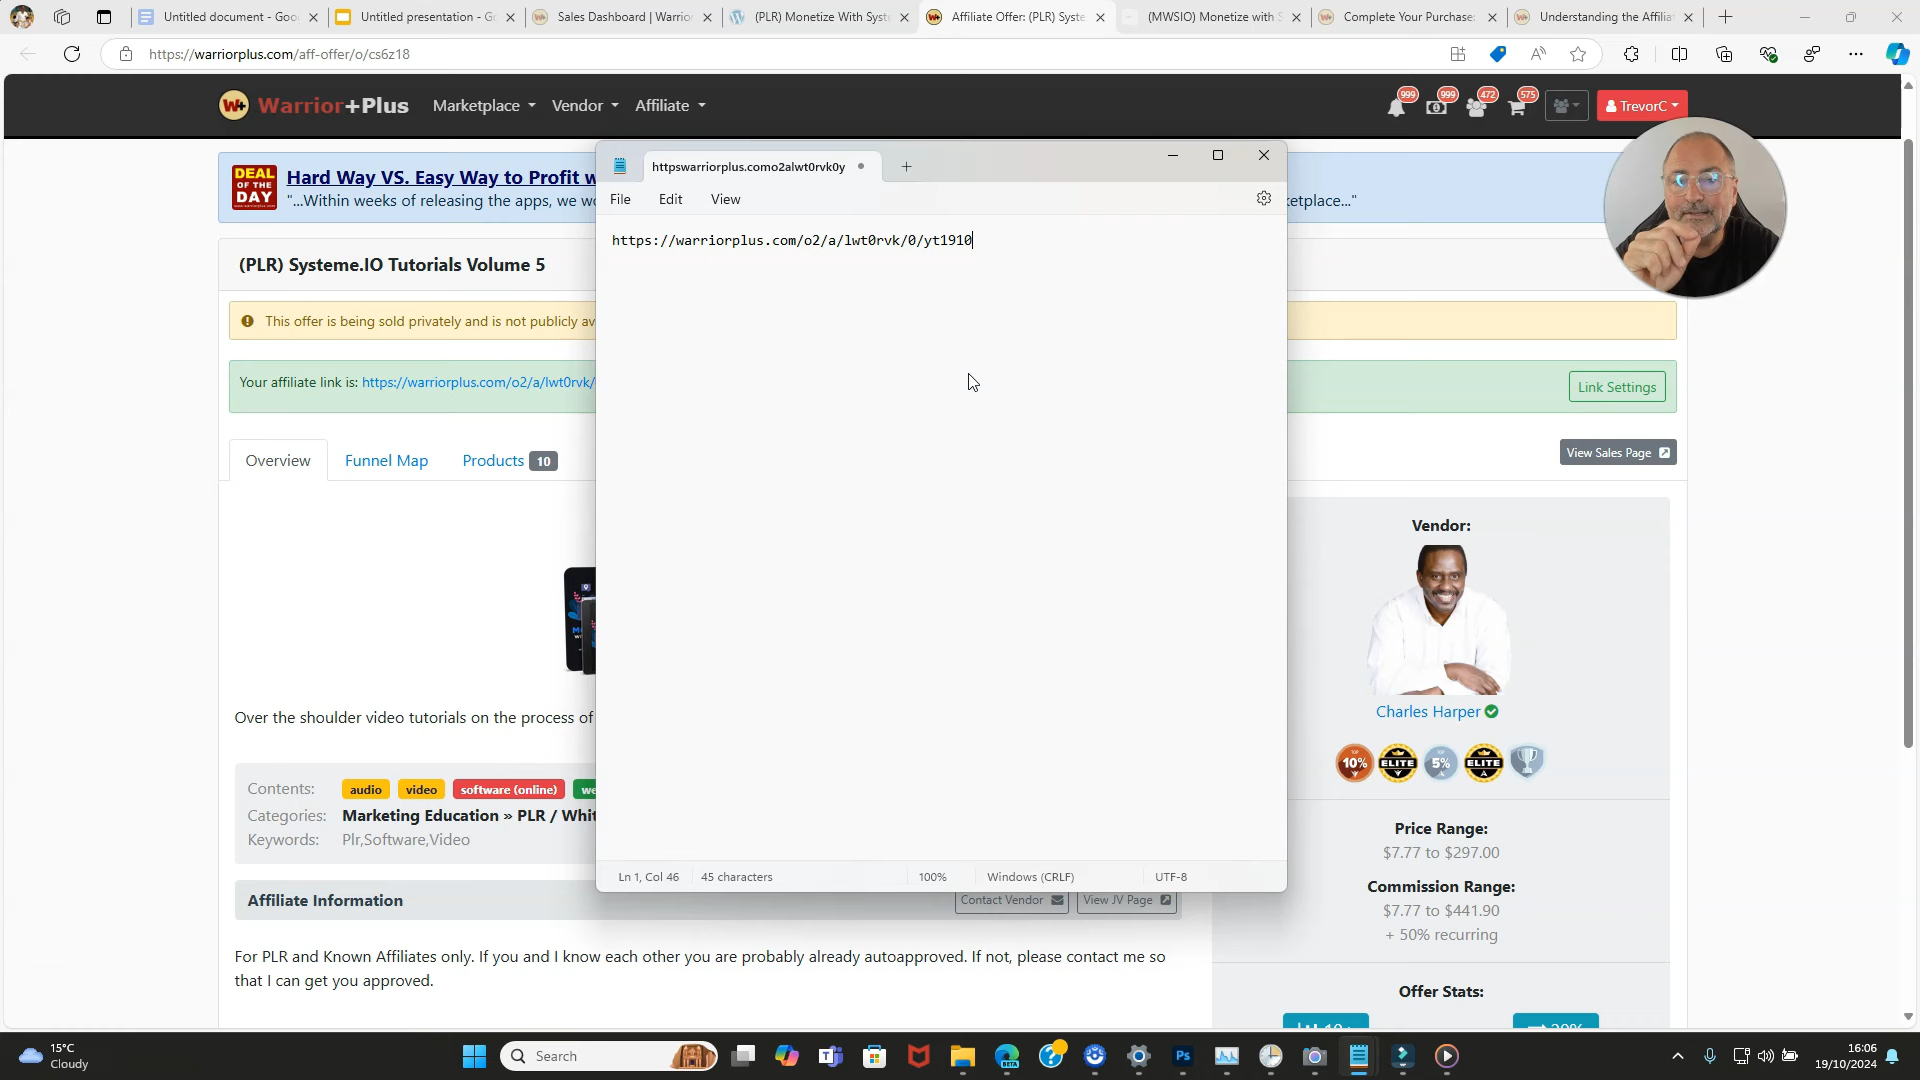 Untitled document - Goo
Untitled presentation - G
Sales Dashboard | Warrio
(PLR) Monetize With Syst
Affiliate Offer: (PLR) Syste
(MWSIO) Monetize with S
Complete Your Purchase:
Understanding the Affilia
https://warriorplus.com/aff-offer/o/cs6z18
W+ Warrior+Plus Marketplace Vendor Affiliate
999 999 472 575 TrevorC
DEAL OF THE DAY
Hard Way VS. Easy Way to Profit w
"...Within weeks of releasing the apps, we wo
etplace..."
httpswarriorplus.como2alwt0rvk0y
File Edit View
https://warriorplus.com/o2/a/lwt0rvk/0/yt1910
(PLR) Systeme.IO Tutorials Volume 5
This offer is being sold privately and is not publicly av
Your affiliate link is: https://warriorplus.com/o2/a/lwt0rvk/
Link Settings
Overview Funnel Map Products 10
View Sales Page
Vendor:
Charles Harper
TOP 10% ELITE TOP 5% ELITE
Over the shoulder video tutorials on the process of
Contents: audio video software (online) we
Categories: Marketing Education » PLR / Whit
Keywords: Plr,Software,Video
Price Range:
$7.77 to $297.00
Commission Range:
$7.77 to $441.90
+ 50% recurring
Ln 1, Col 46 45 characters 100% Windows (CRLF) UTF-8
Affiliate Information
Contact Vendor View JV Page
For PLR and Known Affiliates only. If you and I know each other you are probably already autoapproved. If not, please contact me so
that I can get you approved.
Offer Stats:
15°C
Cloudy
Search
BETA
Ps
16:06
19/10/2024